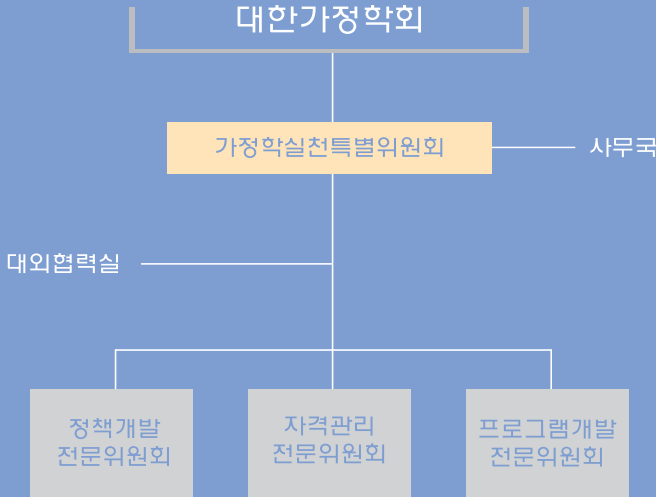 대한가정학회
가정학실천특별위원회
사무국
대외협력실
정책개발
전문위원회
자격관리
전문위원회
프로그램개발
전문위원회